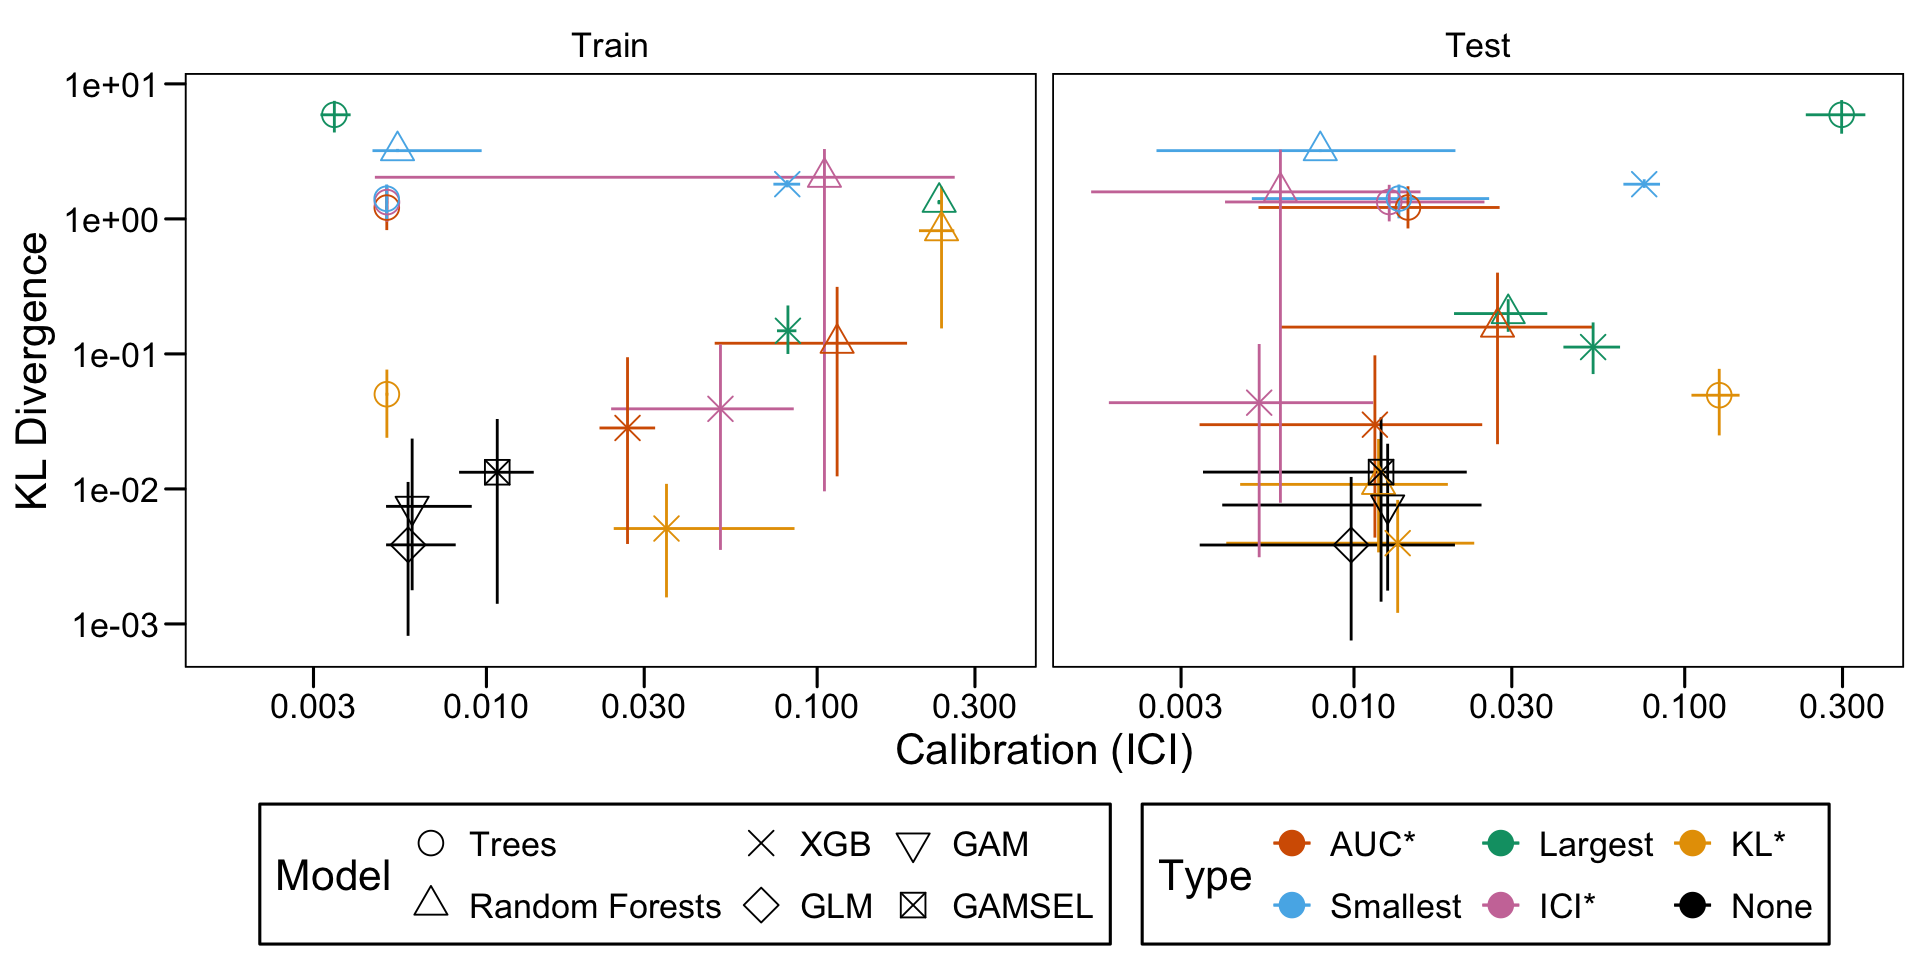 Train Test
1e+01
1e+00
1e-01
1e-02
1e-03
KL Divergence
0.003 0.010 0.030 0.100 0.300 0.003 0.010 0.030 0.100 0.300
Calibration (ICI)
Model Trees XGB GAM
Random Forests GLM GAMSEL
Type AUC* Largest KL*
Smallest ICI* None